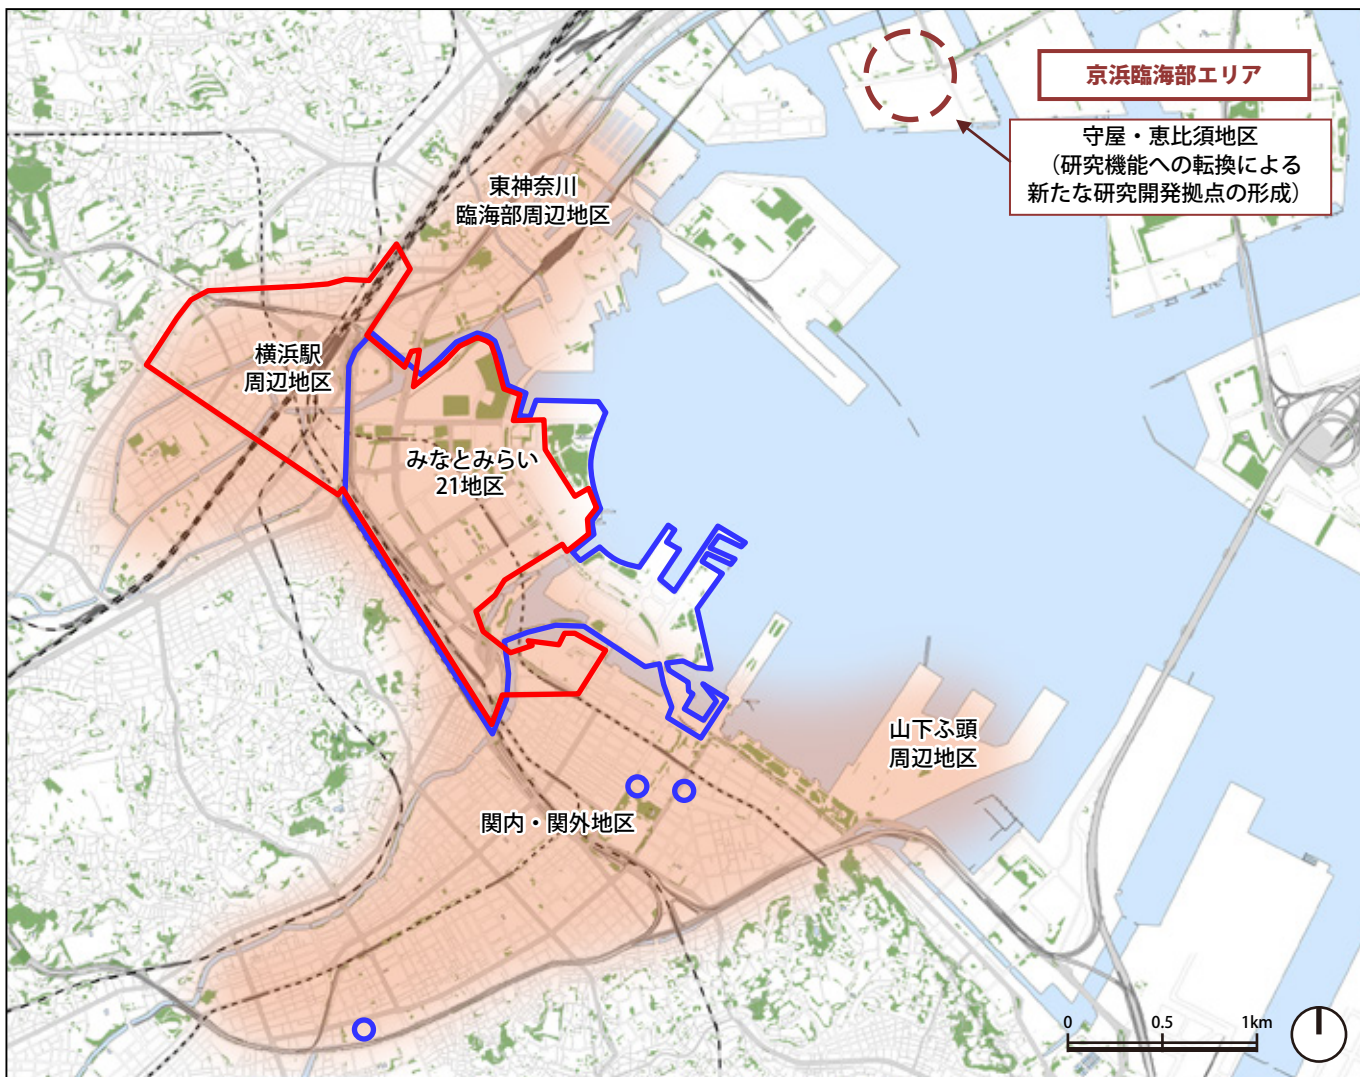 京浜臨海部エリア
守屋・恵比須地区
（研究機能への転換による
新たな研究開発拠点の形成）
東神奈川
臨海部周辺地区
横浜駅
周辺地区
みなとみらい
21地区
山下ふ頭
周辺地区
関内・関外地区
0 0.5 1km